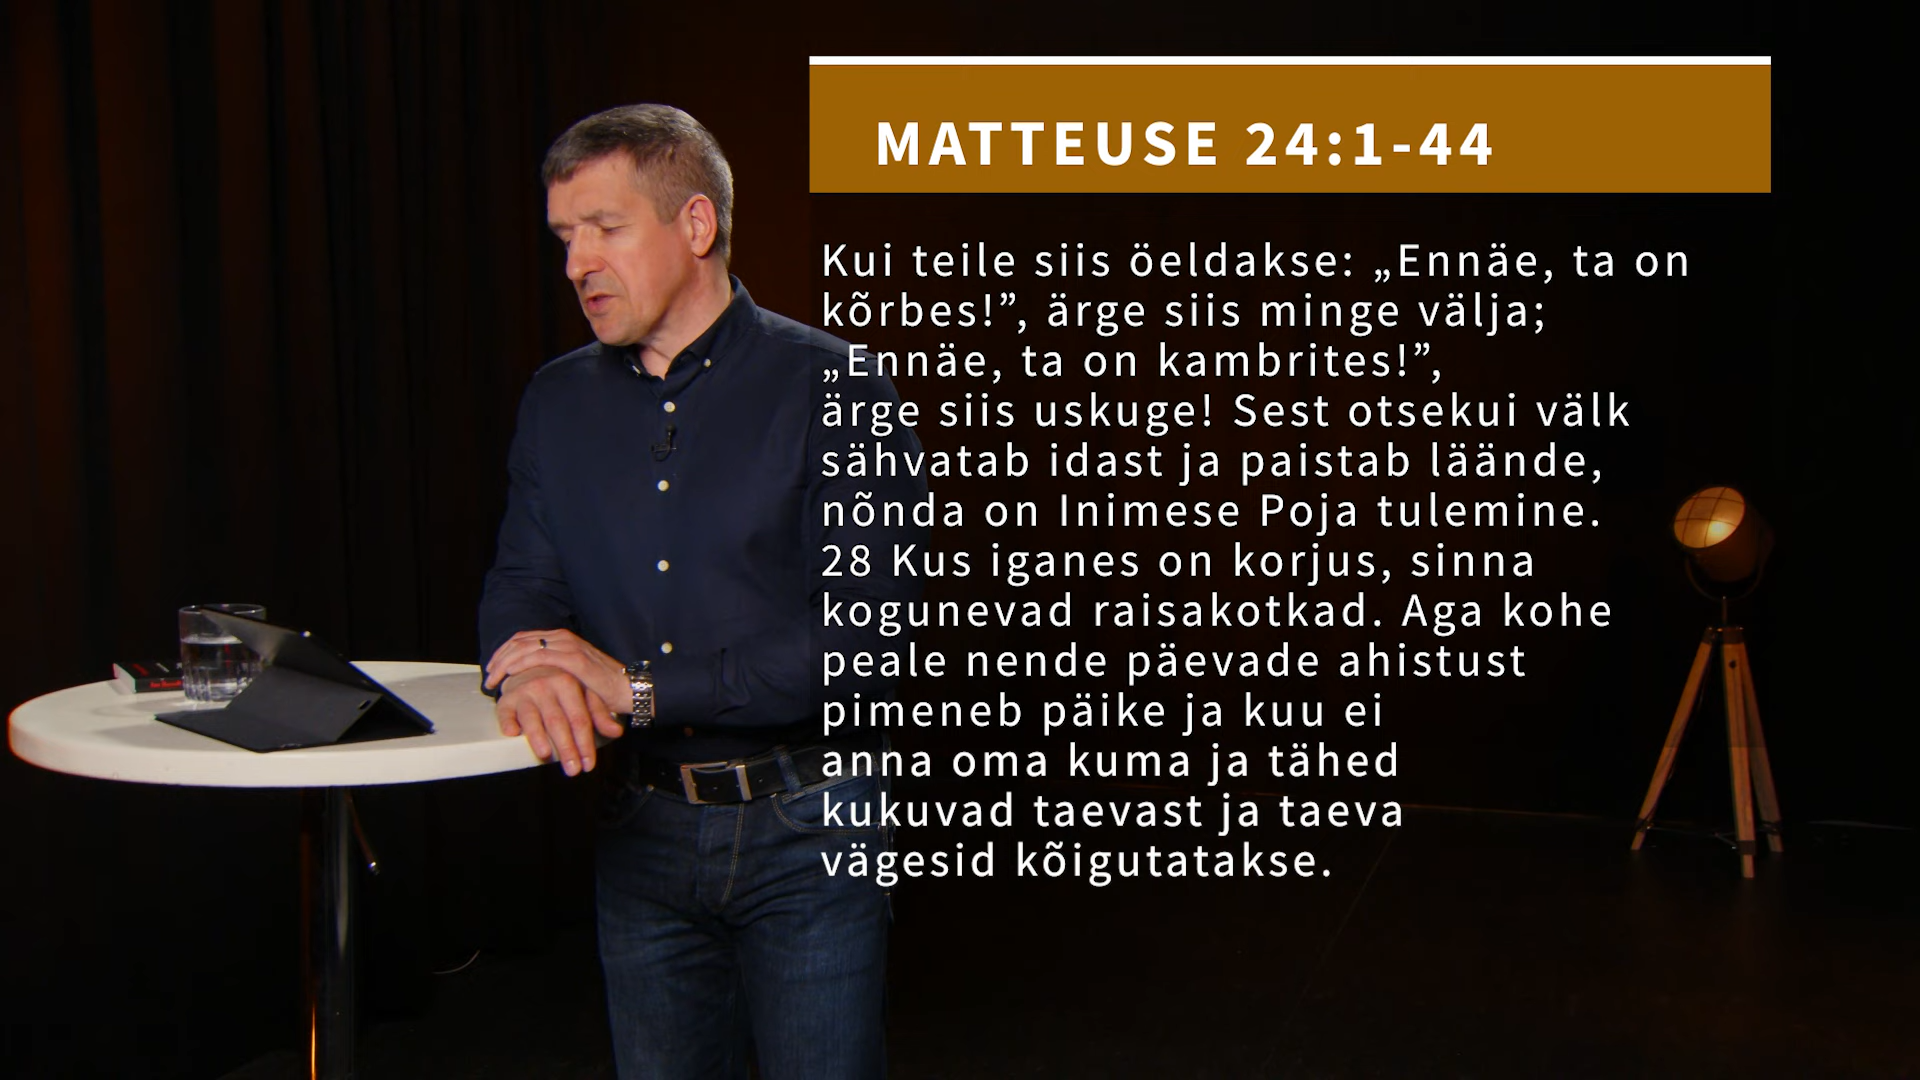 MATTEUSE 24:1-44
Kui teile siis öeldakse: „Ennäe, ta on
kõrbes!”, ärge siis minge välja;
„Ennäe, ta on kambrites!”,
ärge siis uskuge! Sest otsekui välk
sähvatab idast ja paistab läände,
nõnda on Inimese Poja tulemine.
28 Kus iganes on korjus, sinna
kogunevad raisakotkad. Aga kohe
peale nende päevade ahistust
pimeneb päike ja kuu ei
anna oma kuma ja tähed
kukuvad taevast ja taeva
vägesid kõigutatakse.